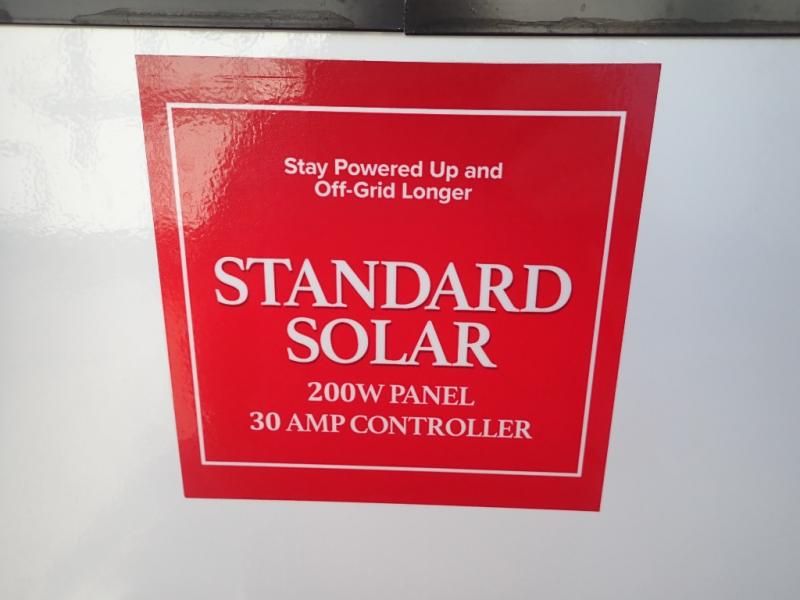 Stay Powered Up and
Off-Grid Longer
STANDARD
SOLAR
200W PANEL
30 AMP CONTROLLER